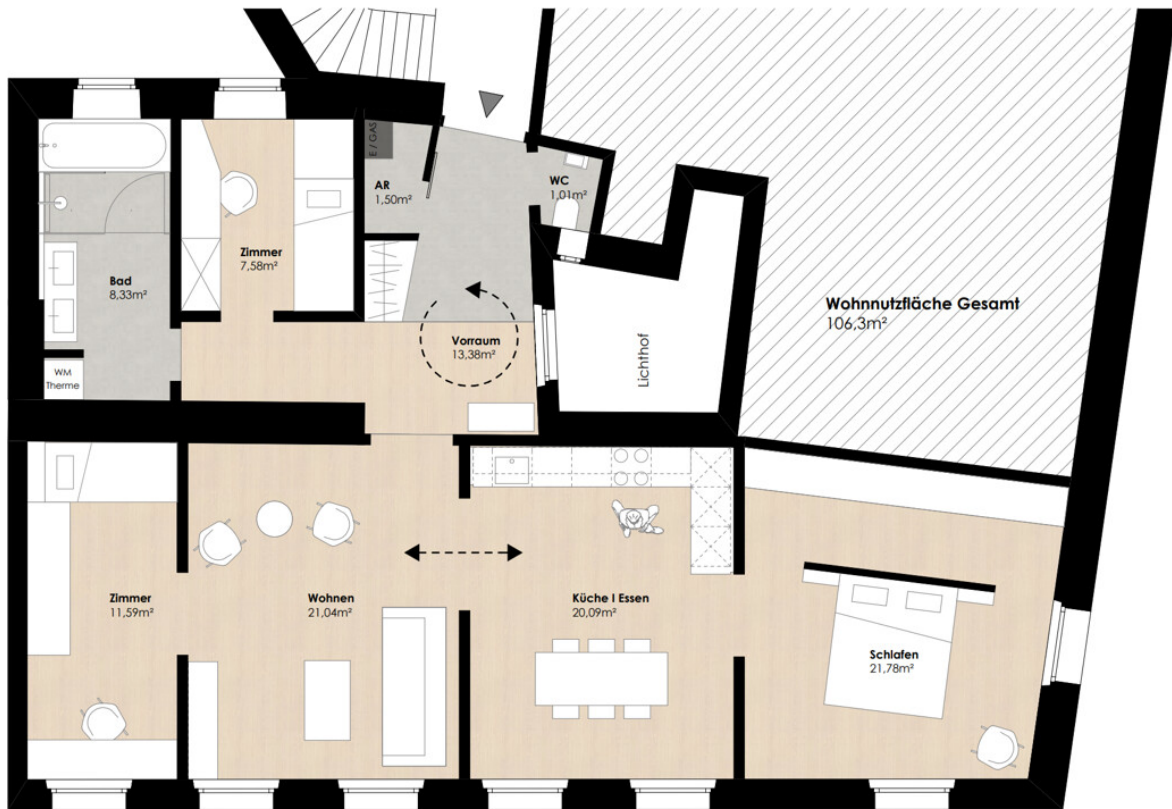 E / GAS
AR
1,50m²
WC
1,01m²
Zimmer
7,58m²
Bad
8,33m²
Wohnnutzfläche Gesamt
106,3m²
Vorraum
13,38m²
Lichthof
WM
Therme
Zimmer
11,59m²
Wohnen
21,04m²
Küche I Essen
20,09m²
Schlafen
21,78m²